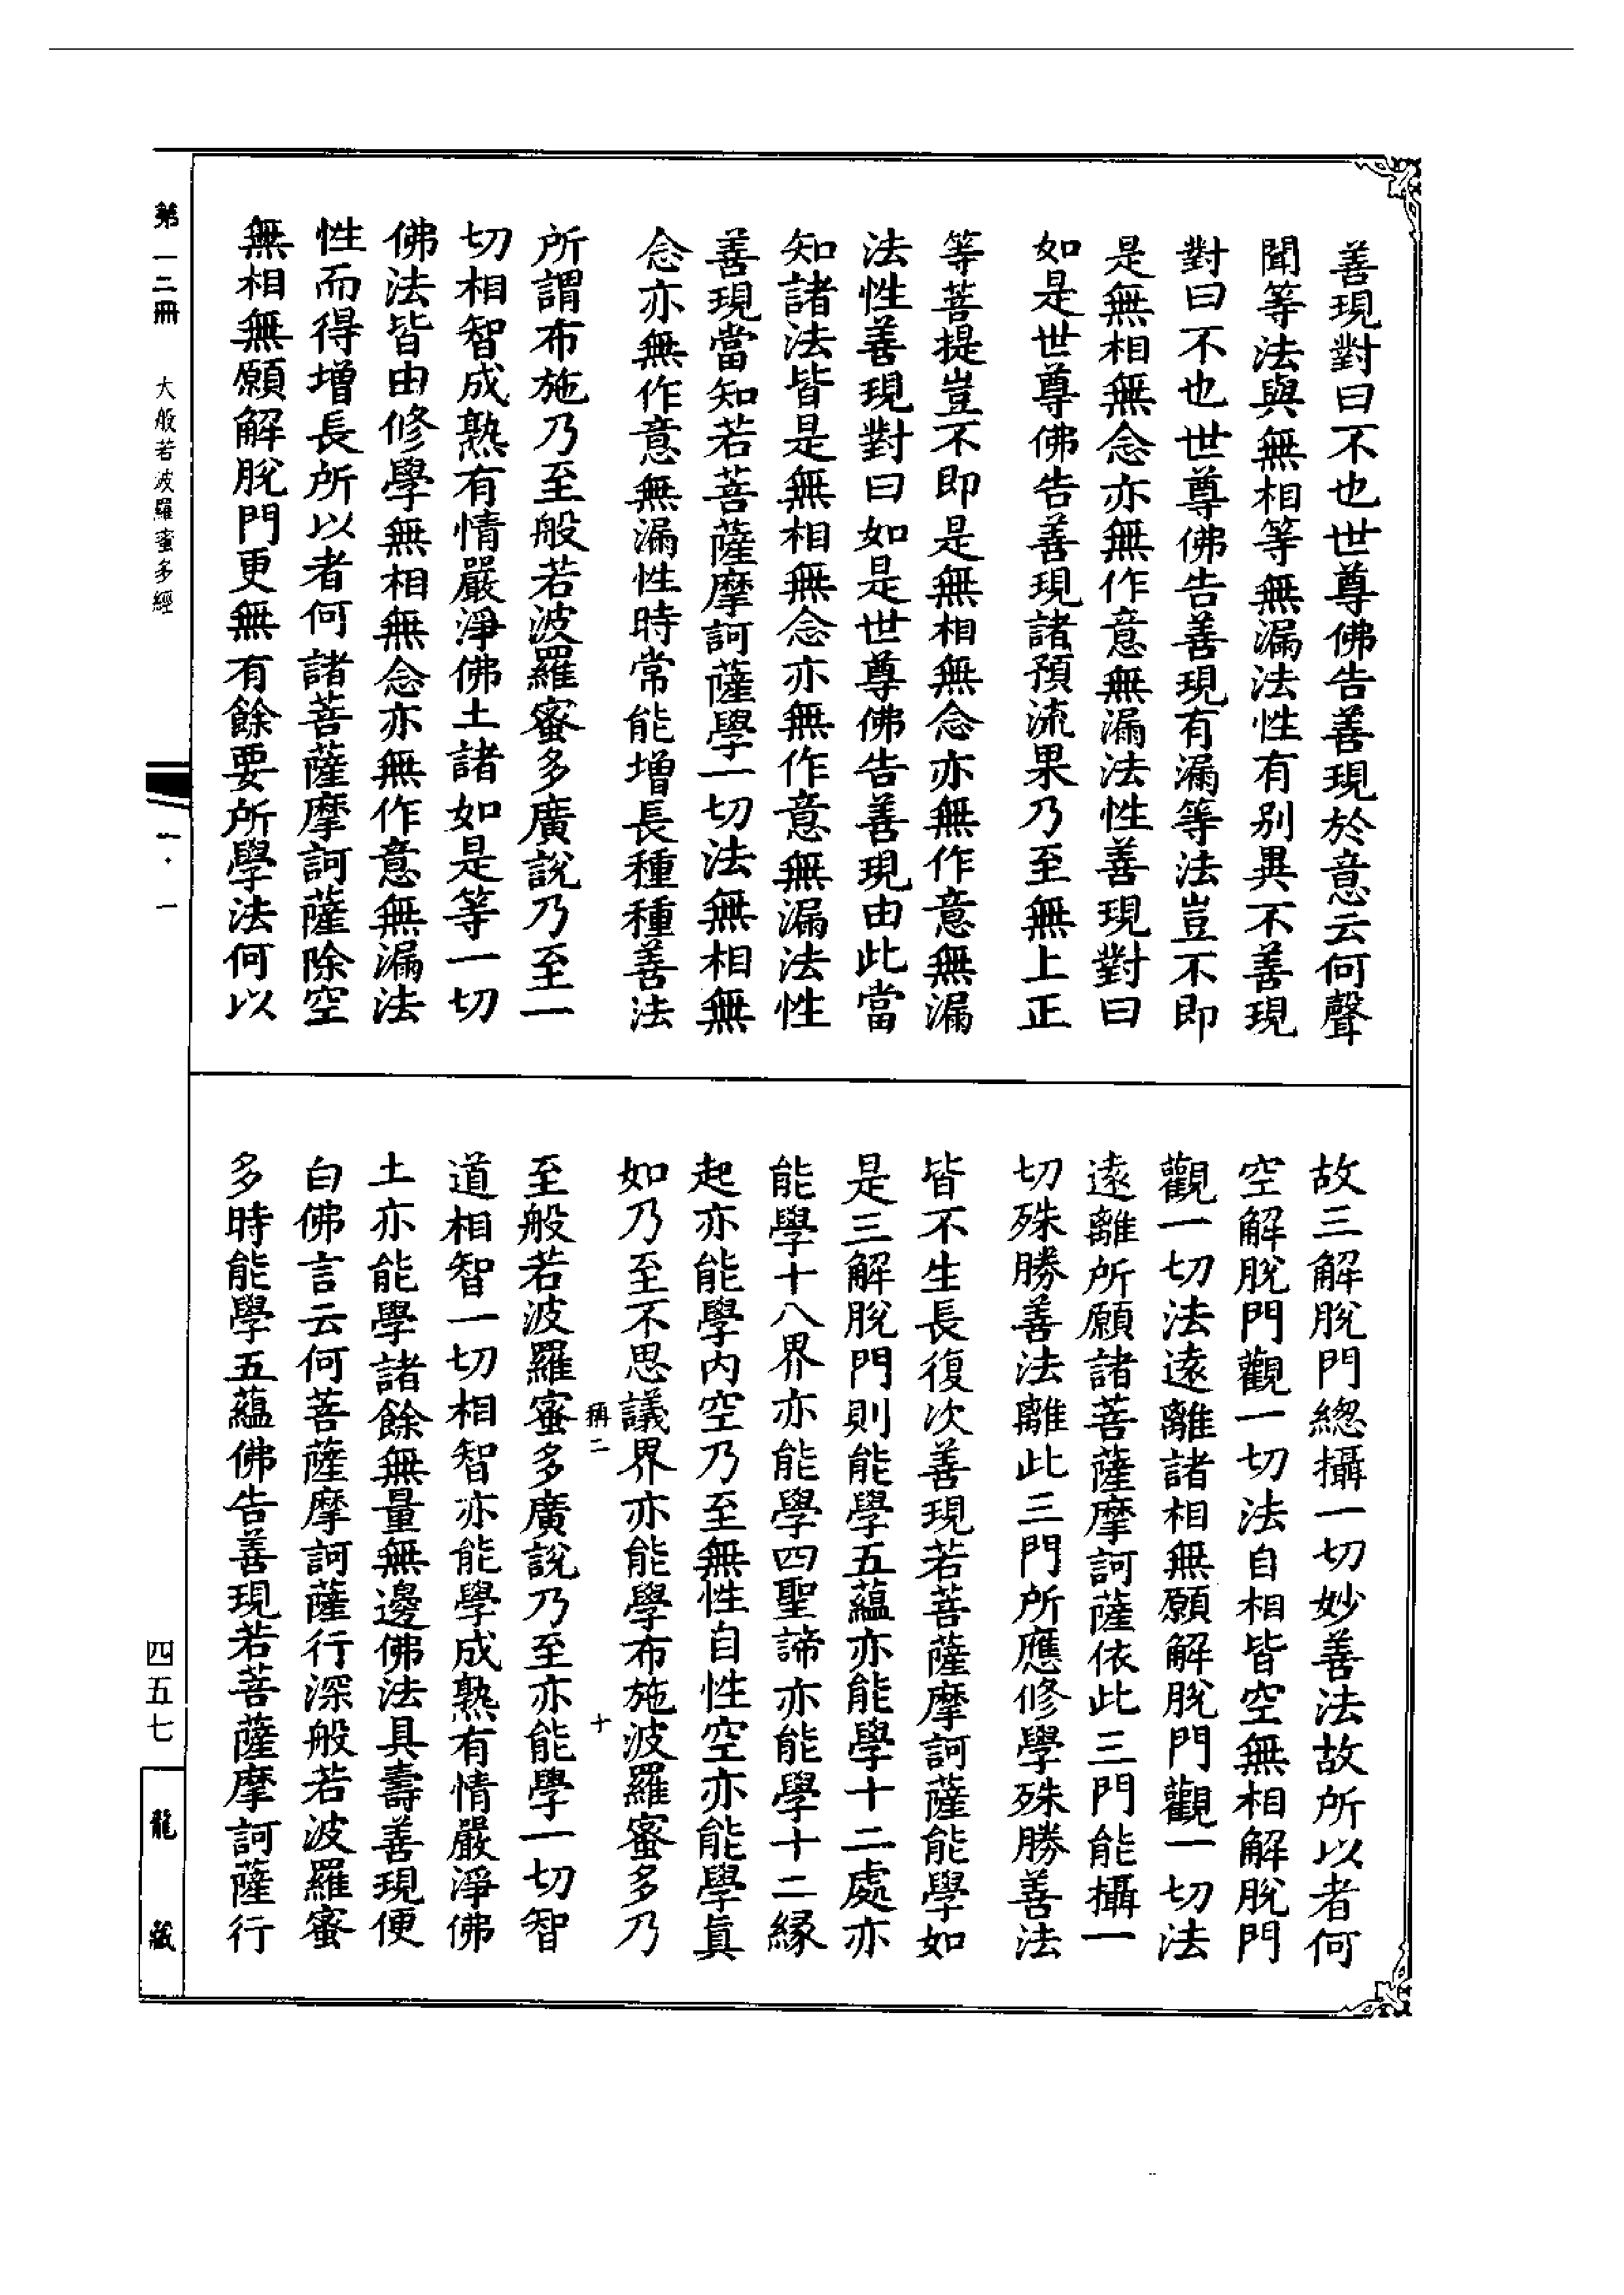 善現對曰不也世尊佛告善現於意云何聲
聞等法與無相等無漏法性有別異不善現
對曰不也世尊佛告善現有漏等法豈不即
是無相無念亦無作意無漏法性善現對曰
如是世尊佛告善現諸預流果乃至無上正
等菩提豈不即是無相無念亦無作意無漏
法性善現對曰如是世尊佛告善現由此當
知諸法皆是無相無念亦無作意無漏法性
善現當知若菩薩摩訶薩學一切法無相無
念亦無作意無漏性時常能增長種種善法
所謂布施乃至般若波羅蜜多廣說乃至一
切相智成熟有情嚴淨佛土諸如是等一切
佛法皆由修學無相無念亦無作意無漏法
性而得增長所以者何諸菩薩摩訶薩除空
無相無願解脫門更無有餘要所學法何以
故三解脫門總攝一切妙善法故所以者何
空解脫門觀一切法自相皆空無相解脫門
觀一切法遠離諸相無願解脫門觀一切法
遠離所願諸菩薩摩訶薩依此三門能攝一
切殊勝善法離此三門所應修學殊勝善法
皆不生長復次善現若菩薩摩訶薩能學如
是三解脫門則能學五蘊亦能學十二處亦
能學十八界亦能學四聖諦亦能學十二緣
起亦能學內空乃至無性自性空亦能學真
如乃至不思議界亦能學布施波羅蜜多乃
稱二 十
至般若波羅蜜多廣說乃至亦能學一切智
道相智一切相智亦能學成熟有情嚴淨佛
土亦能學諸餘無量無邊佛法具壽善現便
白佛言云何菩薩摩訶薩行深般若波羅蜜
多時能學五蘊佛告善現若菩薩摩訶薩行
第一二冊 大般若波羅蜜多經 一·一
四五七
龍藏